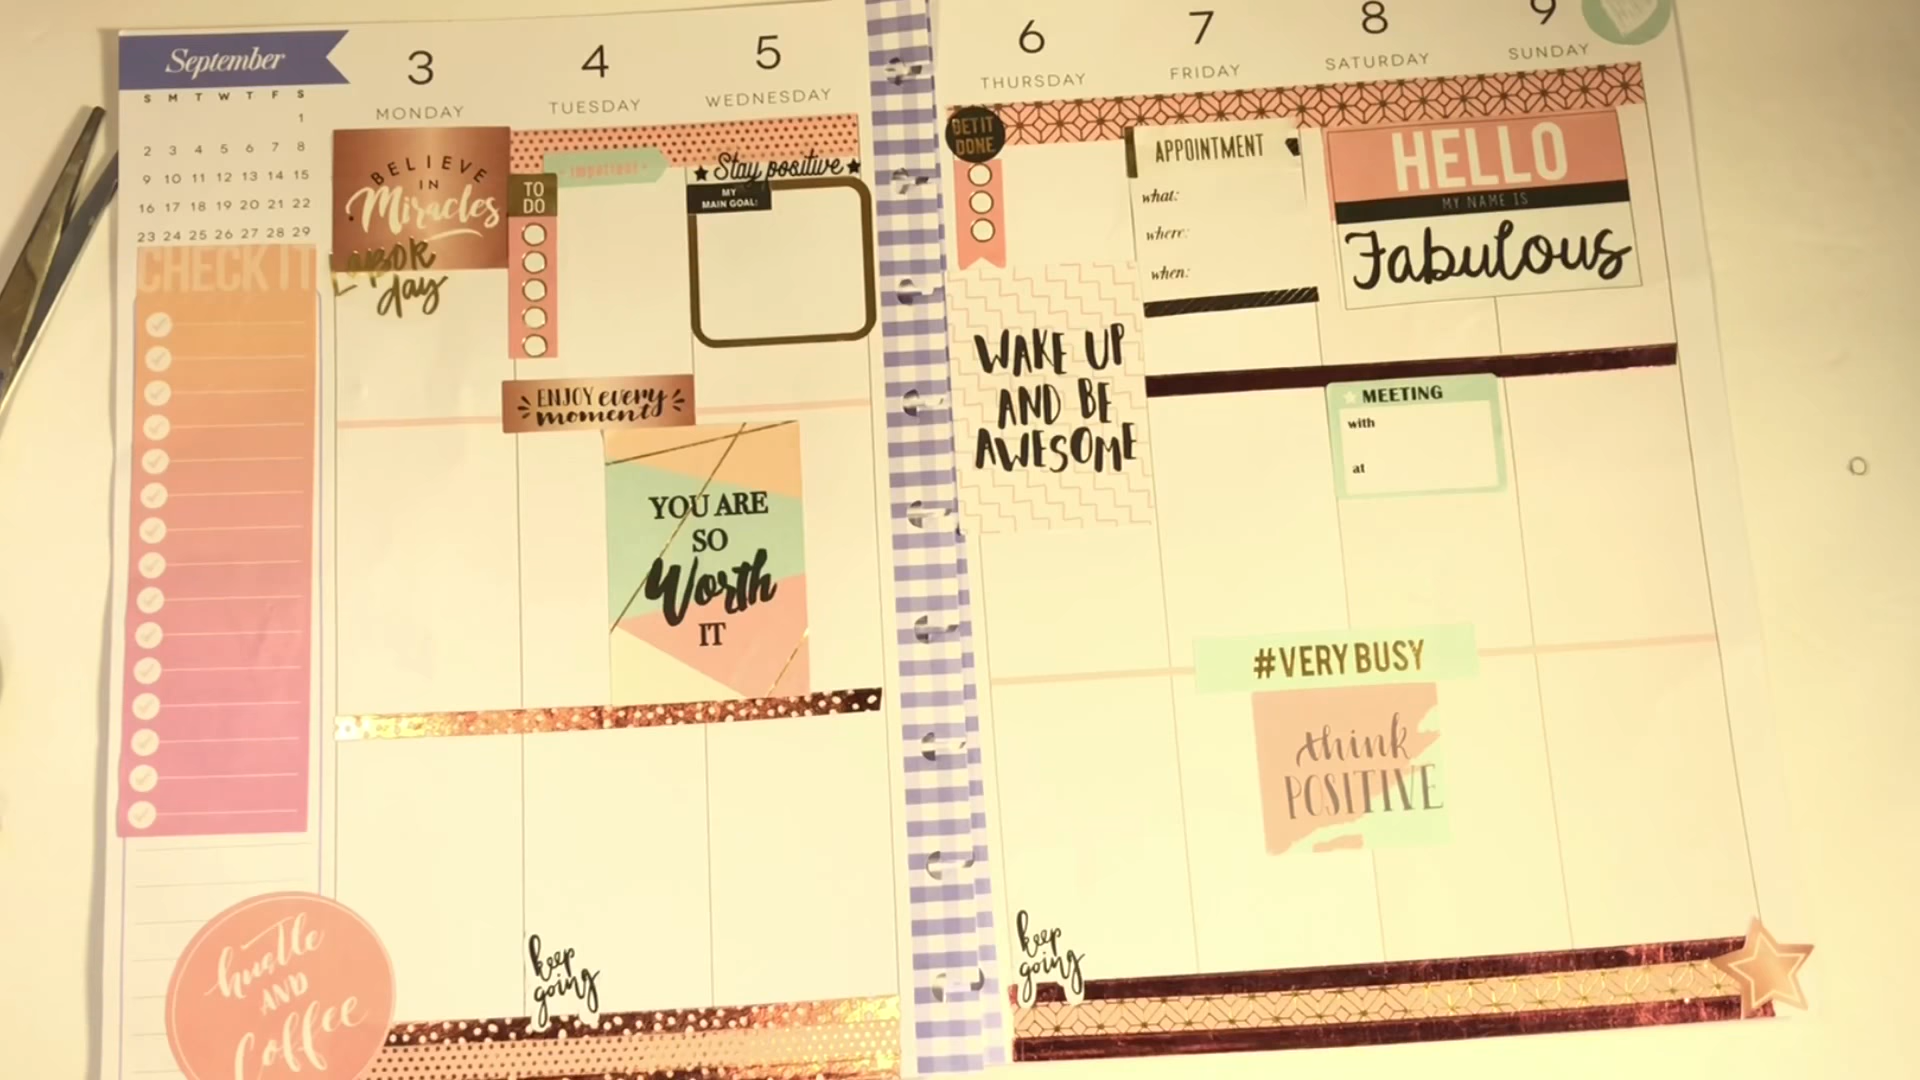 September
S M T W T F S
1
2 3 4 5 6 7 8
9 10 11 12 13 14 15
16 17 18 19 20 21 22
23 24 25 26 27 28 29
CHECK IT
hustle
AND
Coffee
3
MONDAY
BELIEVE
IN
Miracles
LABOR
day
4
TUESDAY
important
TO
DO
ENJOY every
moment
YOU ARE
SO
Worth
IT
keep
going
5
WEDNESDAY
Stay positive
MY
MAIN GOAL:
6
THURSDAY
GET IT
DONE
WAKE UP
AND BE
AWESOME
keep
going
7
FRIDAY
APPOINTMENT
what:
where:
when:
8
SATURDAY
9
SUNDAY
HELLO
MY NAME IS
Fabulous
MEETING
with
at
#VERY BUSY
think
POSITIVE